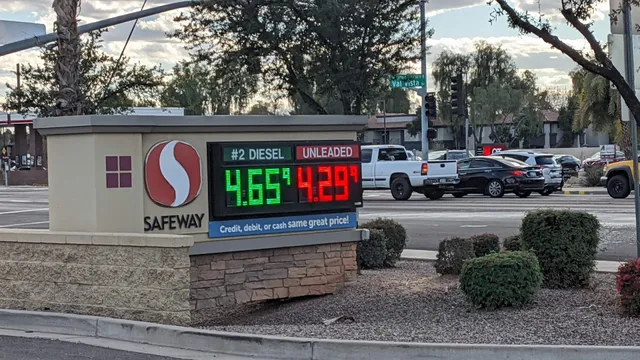 Val vista
#2 DIESEL UNLEADED
4.65⁹ 4.29⁹
SAFEWAY
Credit, debit, or cash same great price!